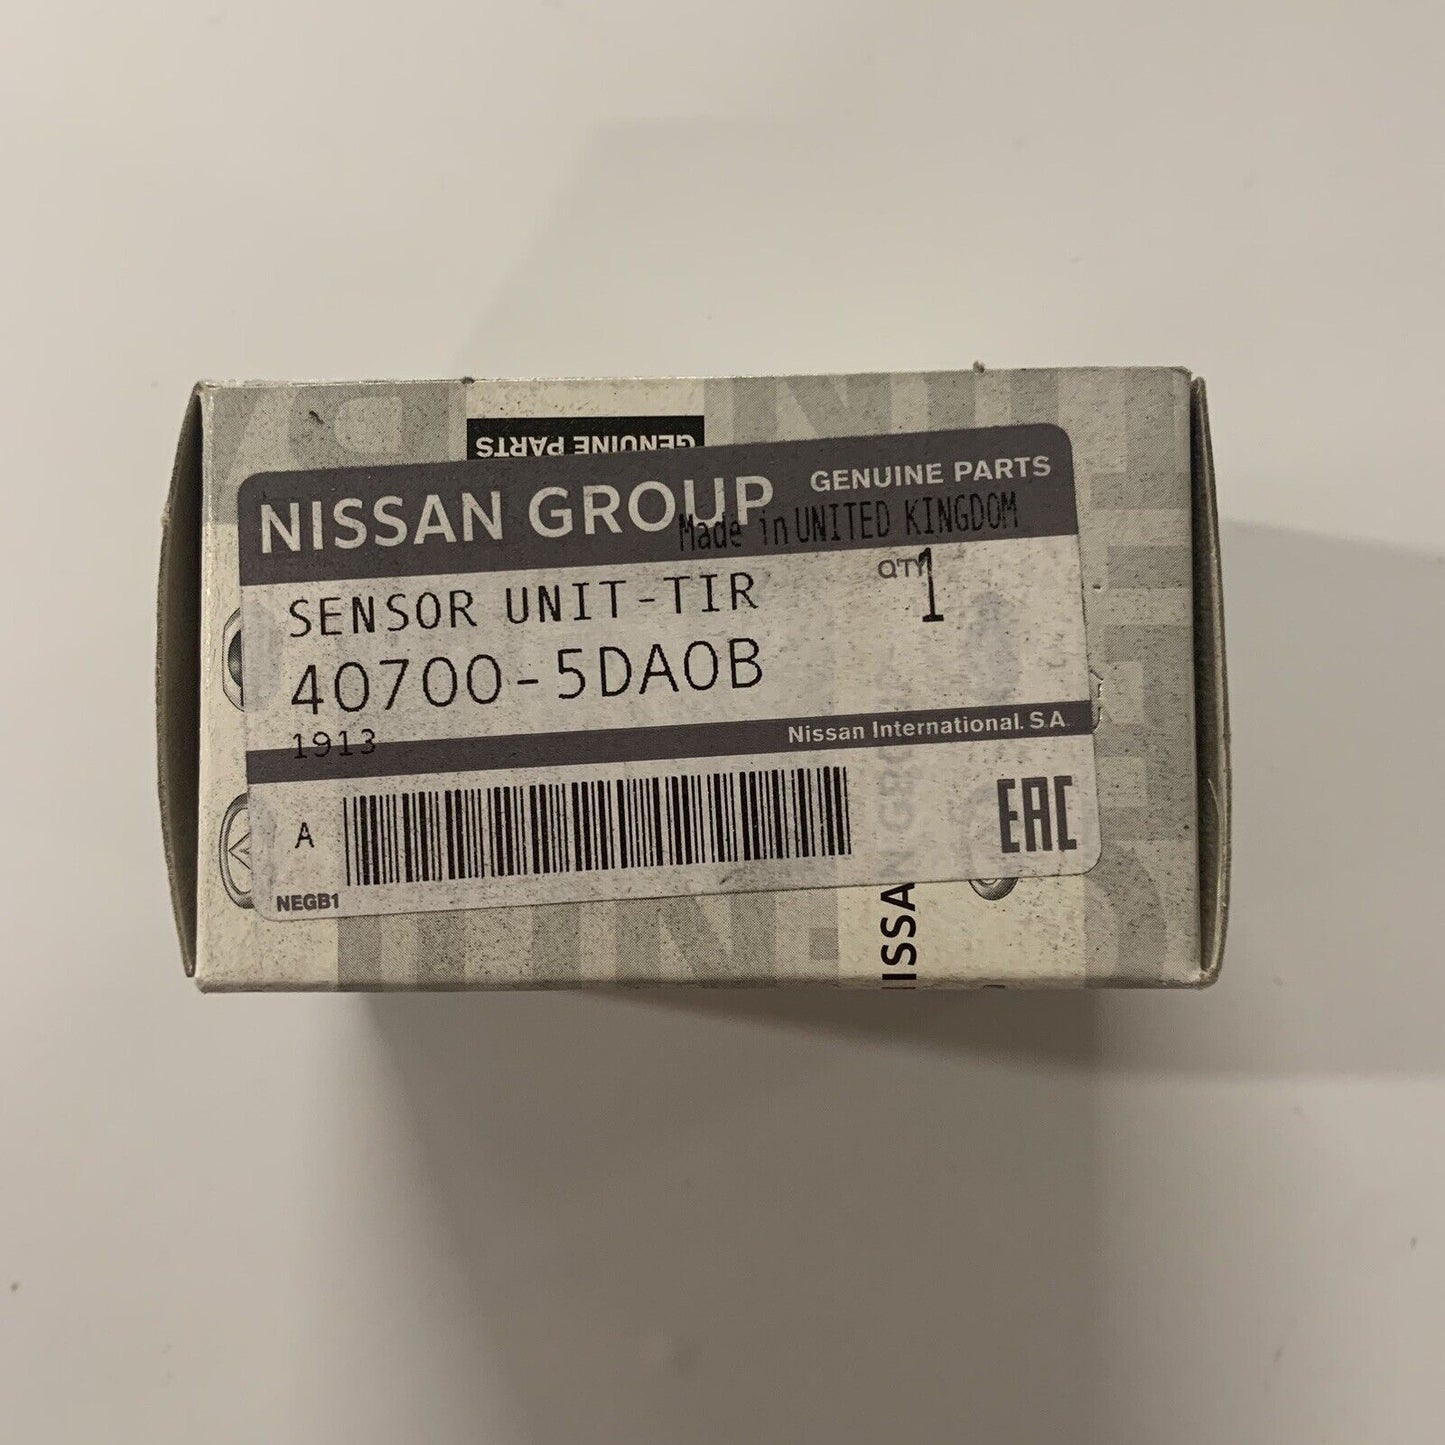 GENUINE PARTS
NISSAN GROUP
GENUINE PARTS
Made in UNITED KINGDOM
SENSOR UNIT-TIR
QTY 1
40700-5DA0B
1913
Nissan International. S.A.
A
EAC
NEGB1